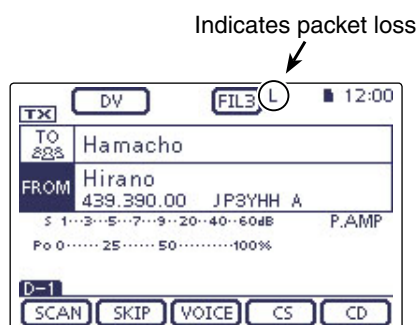 Indicates packet loss
DV FIL3 L 12:00
TX
TO Hamacho
FROM Hirano
439.390.00 JP3YHH A
S 1···3···5···7···9··20··40··60dB P.AMP
Po 0······25······50··········100%
D-1
SCAN SKIP VOICE CS CD